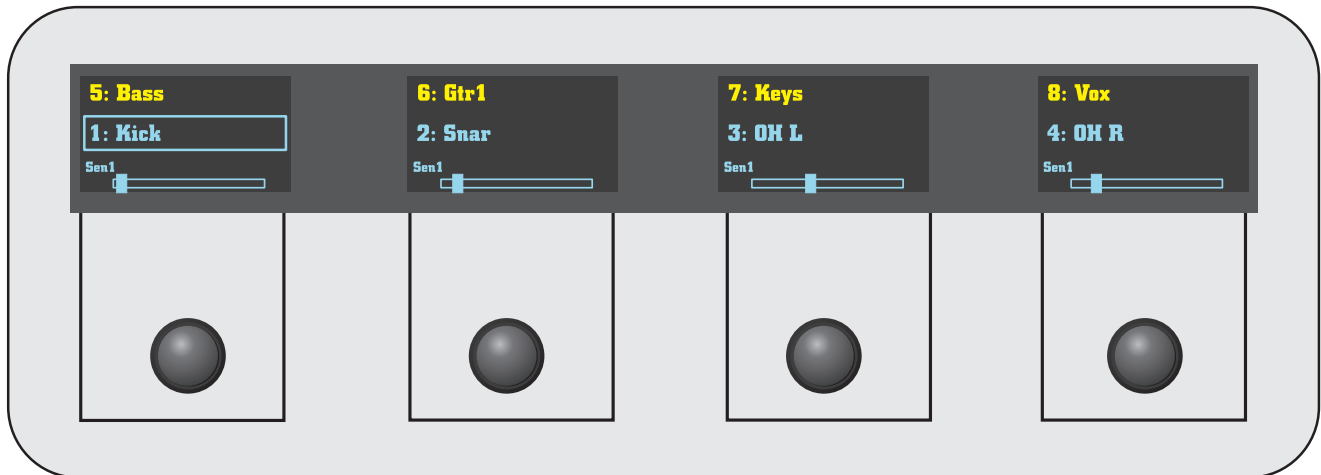 5: Bass
1: Kick
Sen1
6: Gtr1
2: Snar
Sen1
7: Keys
3: OH L
Sen1
8: Vox
4: OH R
Sen1